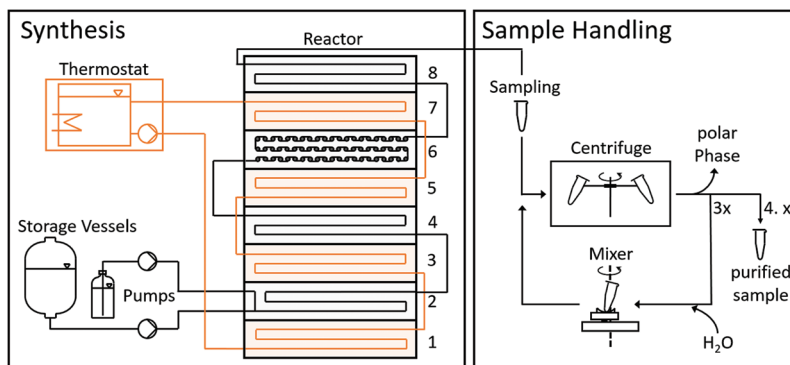 Synthesis
Thermostat
Storage Vessels
Pumps
Reactor
8
7
6
5
4
3
2
1
Sample Handling
Sampling
Centrifuge
polar
Phase
3x
4. x
purified
sample
Mixer
H₂O